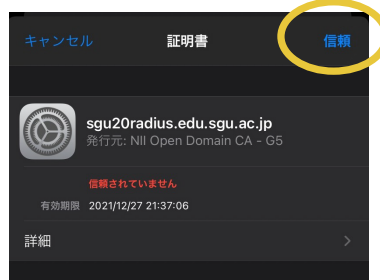 キャンセル 証明書 信頼
sgu20radius.edu.sgu.ac.jp
発行元: NII Open Domain CA - G5
信頼されていません
有効期限 2021/12/27 21:37:06
詳細